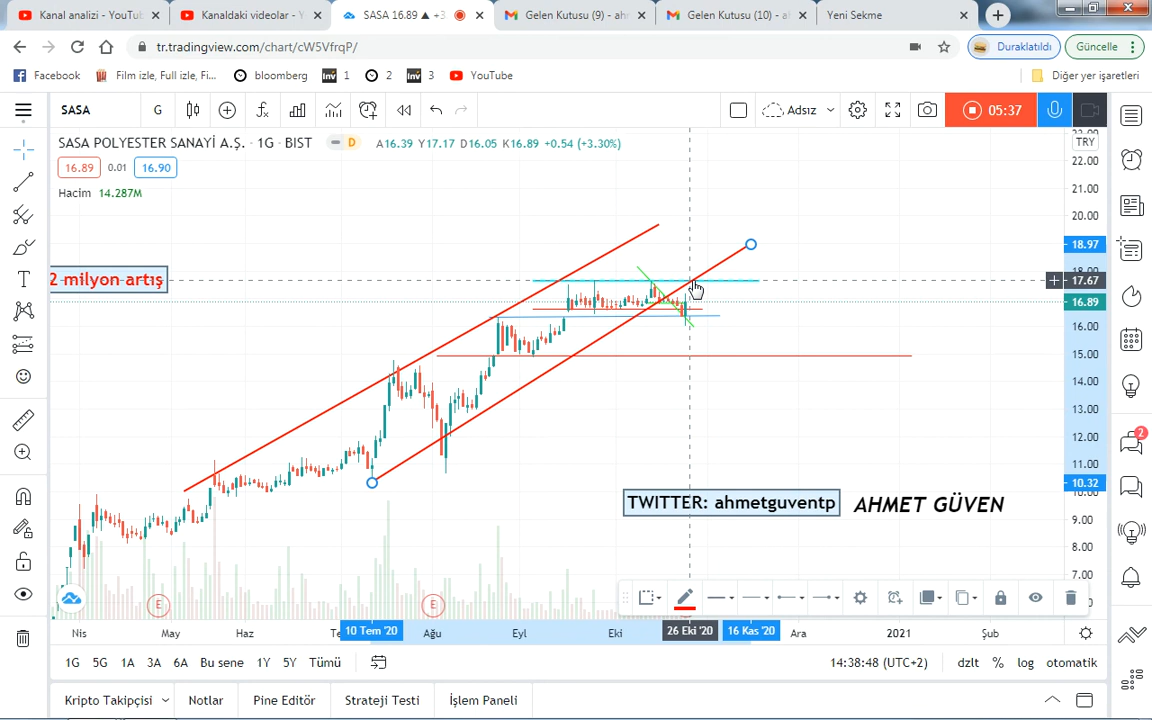 Kanal analizi - YouTu
Kanaldaki videolar - Y
SASA 16.89 ▲ +3
Gelen Kutusu (9) - ahm
Gelen Kutusu (10) - ah
Yeni Sekme
tr.tradingview.com/chart/cW5VfrqP/
Duraklatıldı
Güncelle
Facebook
Film izle, Full izle, Fi...
bloomberg
1
2
3
YouTube
Diğer yer işaretleri
SASA
G
Adsız
05:37
SASA POLYESTER SANAYİ A.Ş. · 1G · BIST
D
A16.39 Y17.17 D16.05 K16.89 +0.54 (+3.30%)
TRY
16.89
0.01
16.90
Hacim 14.287M
22.00
21.00
20.00
18.97
18.00
17.67
16.89
16.00
15.00
14.00
13.00
12.00
11.00
10.32
9.00
8.00
7.00
2 milyon artış
TWITTER: ahmetguventp
AHMET GÜVEN
E
E
Nis
May
Haz
10 Tem '20
Ağu
Eyl
Eki
26 Eki '20
16 Kas '20
Ara
2021
Şub
1G
5G
1A
3A
6A
Bu sene
1Y
5Y
Tümü
14:38:48 (UTC+2)
dzlt
%
log
otomatik
Kripto Takipçisi
Notlar
Pine Editörü
Strateji Testi
İşlem Paneli
2